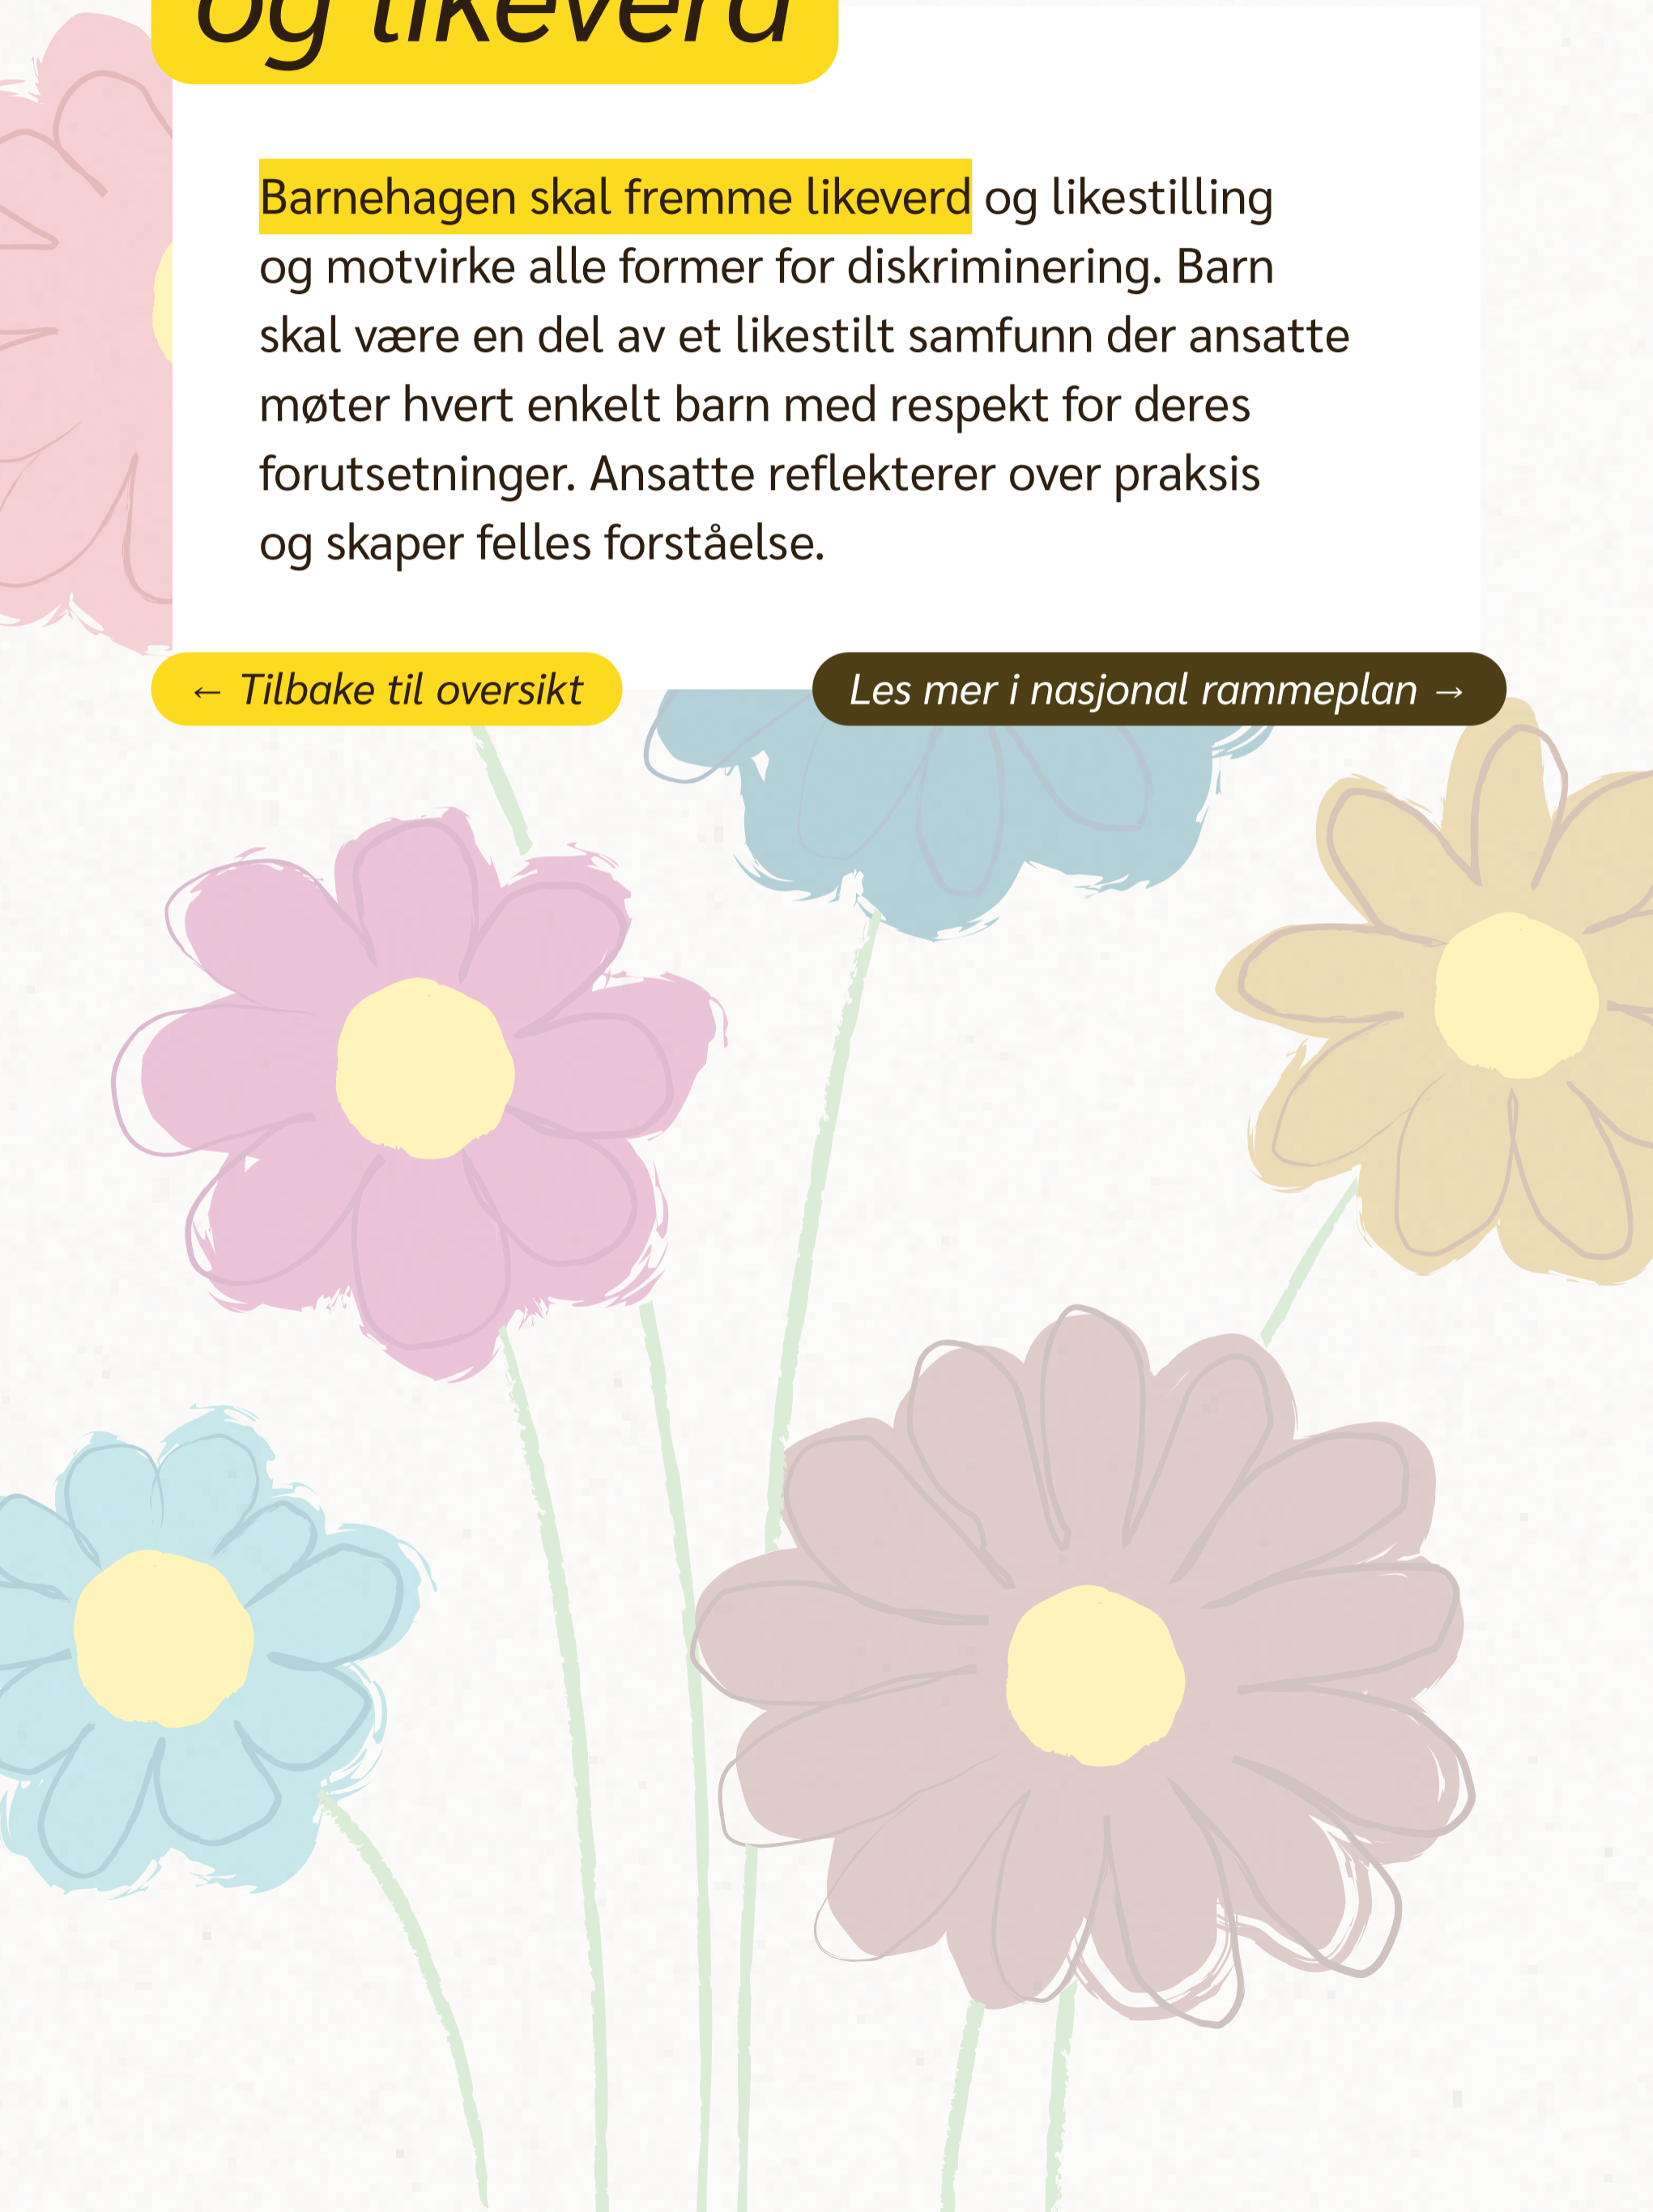 og likeverd
Barnehagen skal fremme likeverd og likestilling
og motvirke alle former for diskriminering. Barn
skal være en del av et likestilt samfunn der ansatte
møter hvert enkelt barn med respekt for deres
forutsetninger. Ansatte reflekterer over praksis
og skaper felles forståelse.
← Tilbake til oversikt
Les mer i nasjonal rammeplan →